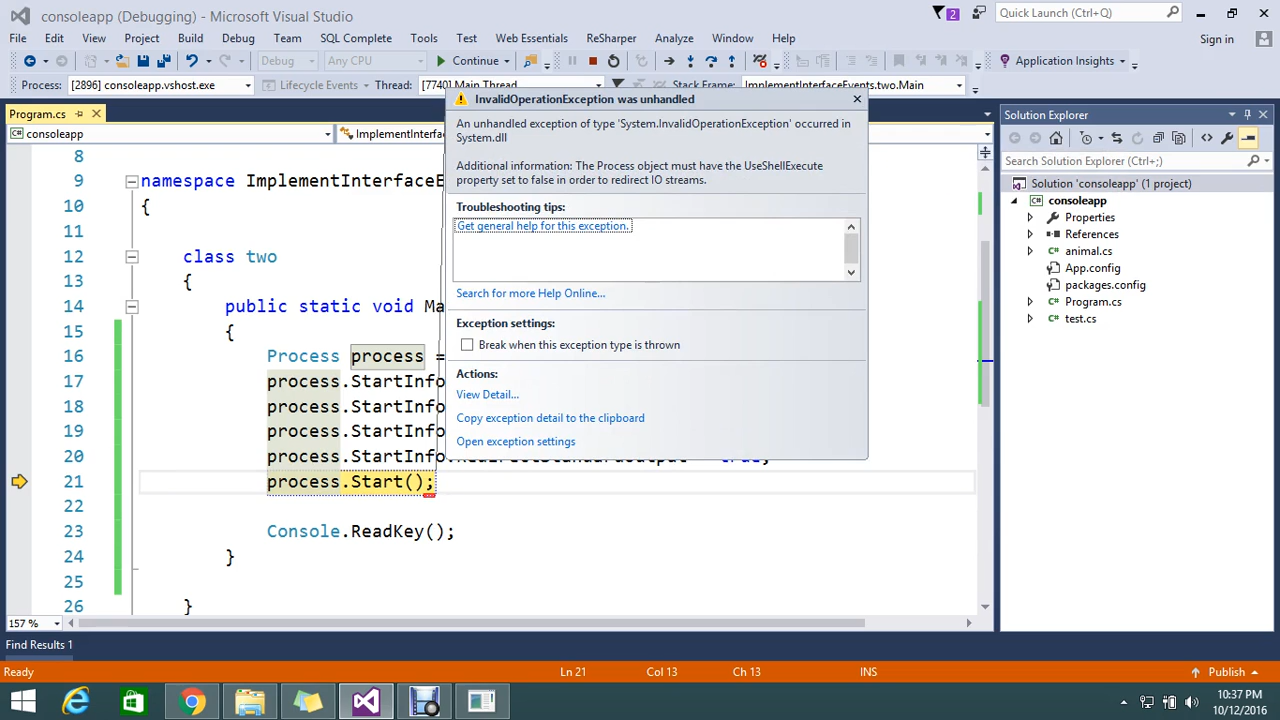 consoleapp (Debugging) - Microsoft Visual Studio
2
Quick Launch (Ctrl+Q)
File Edit View Project Build Debug Team SQL Complete Tools Test Web Essentials ReSharper Analyze Window Help
Sign in
Debug Any CPU Continue Application Insights
Process: [2896] consoleapp.vshost.exe Lifecycle Events Thread: [7740] Main Thread Stack Frame: ImplementInterfaceEvents.two.Main
Program.cs
consoleapp
ImplementInterfac
InvalidOperationException was unhandled
An unhandled exception of type 'System.InvalidOperationException' occurred in
System.dll
Additional information: The Process object must have the UseShellExecute
property set to false in order to redirect IO streams.
Troubleshooting tips:
Get general help for this exception.
Search for more Help Online...
Exception settings:
Break when this exception type is thrown
Actions:
View Detail...
Copy exception detail to the clipboard
Open exception settings
8
9 namespace ImplementInterfaceE
10 {
11
12 class two
13 {
14 public static void Ma
15 {
16 Process process =
17 process.StartInfo
18 process.StartInfo
19 process.StartInfo
20 process.StartInfo
21 process.Start();
22
23 Console.ReadKey();
24 }
25
26 }
157 %
Solution Explorer
Search Solution Explorer (Ctrl+;)
Solution 'consoleapp' (1 project)
consoleapp
Properties
References
animal.cs
App.config
packages.config
Program.cs
test.cs
Find Results 1
Ready Ln 21 Col 13 Ch 13 INS Publish
10:37 PM
10/12/2016